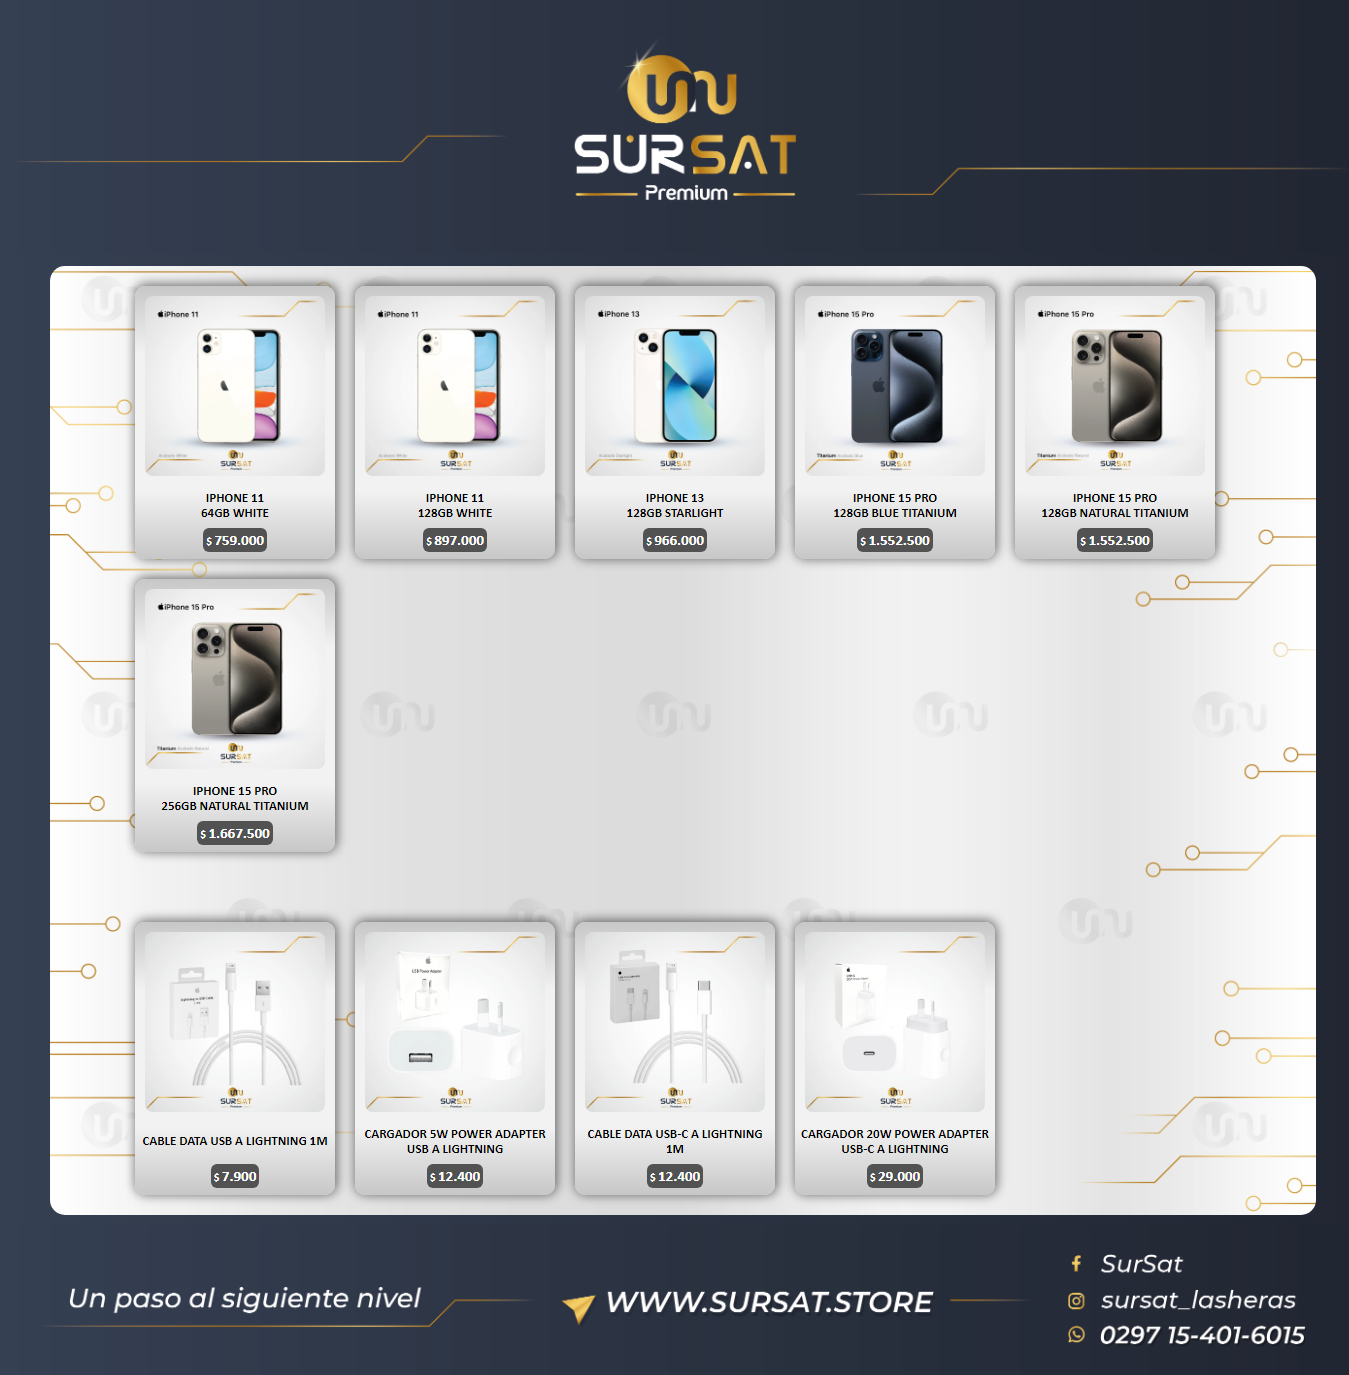 SURSAT
Premium
iPhone 11
iPhone 11
iPhone 13
iPhone 15 Pro
iPhone 15 Pro
IPHONE 11
64GB WHITE
$ 759.000
IPHONE 11
128GB WHITE
$ 897.000
IPHONE 13
128GB STARLIGHT
$ 966.000
IPHONE 15 PRO
128GB BLUE TITANIUM
$ 1.552.500
IPHONE 15 PRO
128GB NATURAL TITANIUM
$ 1.552.500
iPhone 15 Pro
SURSAT
IPHONE 15 PRO
256GB NATURAL TITANIUM
$ 1.667.500
CABLE DATA USB A LIGHTNING 1M
$ 7.900
CARGADOR 5W POWER ADAPTER
USB A LIGHTNING
$ 12.400
CABLE DATA USB-C A LIGHTNING
1M
$ 12.400
CARGADOR 20W POWER ADAPTER
USB-C A LIGHTNING
$ 29.000
Un paso al siguiente nivel
WWW.SURSAT.STORE
SurSat
sursat_lasheras
0297 15-401-6015